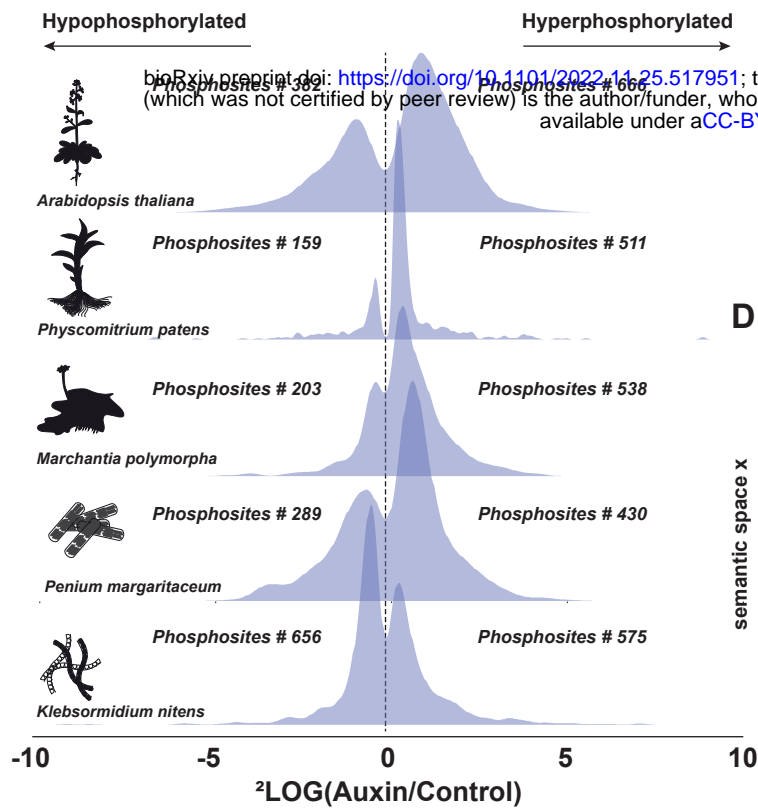 Hypophosphorylated Hyperphosphorylated
bioRxiv preprint doi: https://doi.org/10.1101/2022.11.25.517951; t
Phosphosites # 382 Phosphosites # 666
(which was not certified by peer review) is the author/funder, who
available under aCC-BY
Arabidopsis thaliana
Phosphosites # 159 Phosphosites # 511
Physcomitrium patens
D
Phosphosites # 203 Phosphosites # 538
Marchantia polymorpha
semantic space x
Phosphosites # 289 Phosphosites # 430
Penium margaritaceum
Phosphosites # 656 Phosphosites # 575
Klebsormidium nitens
-10 -5 0 5 10
²LOG(Auxin/Control)